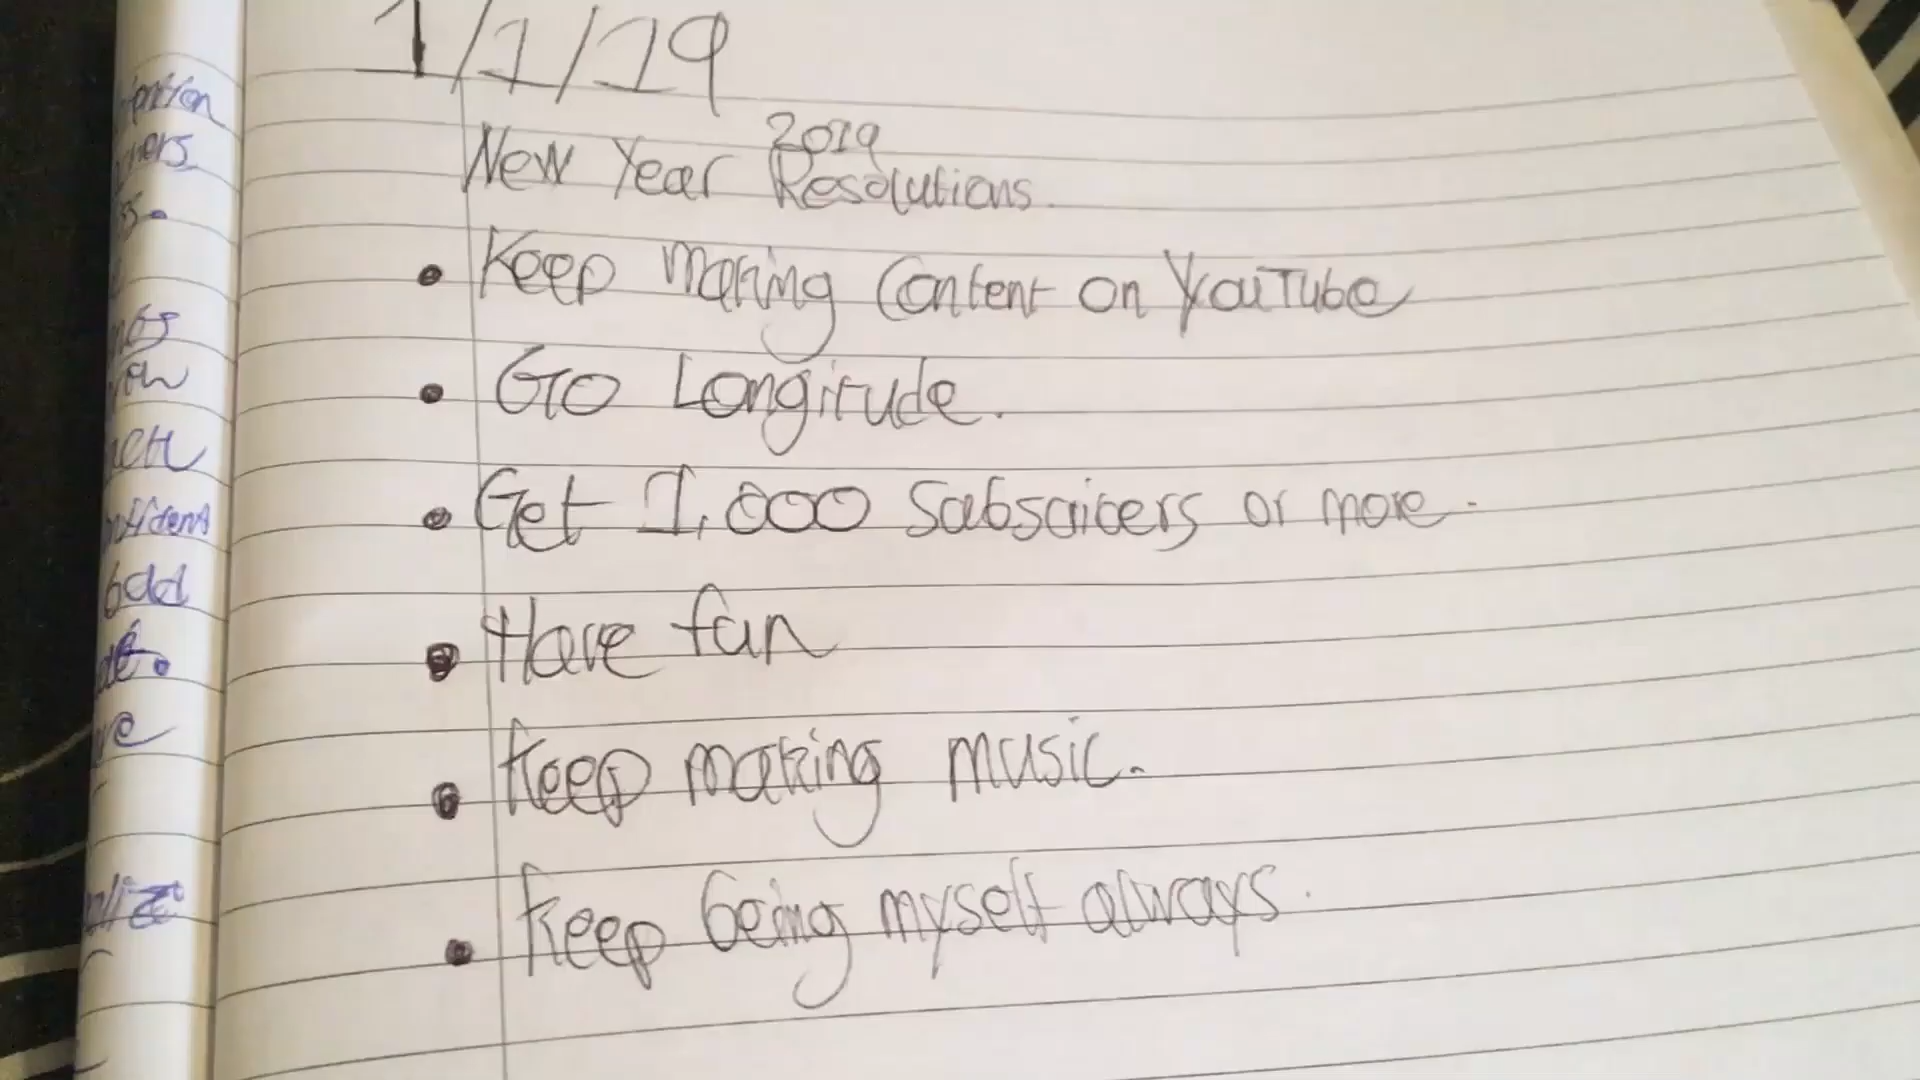 1/1/19
2019
New Year Resolutions.
• Keep making Content on YouTube
• Go Longitude.
• Get 1,000 Subscribers or more.
• Have fun
• Keep making music.
• Keep being myself always.